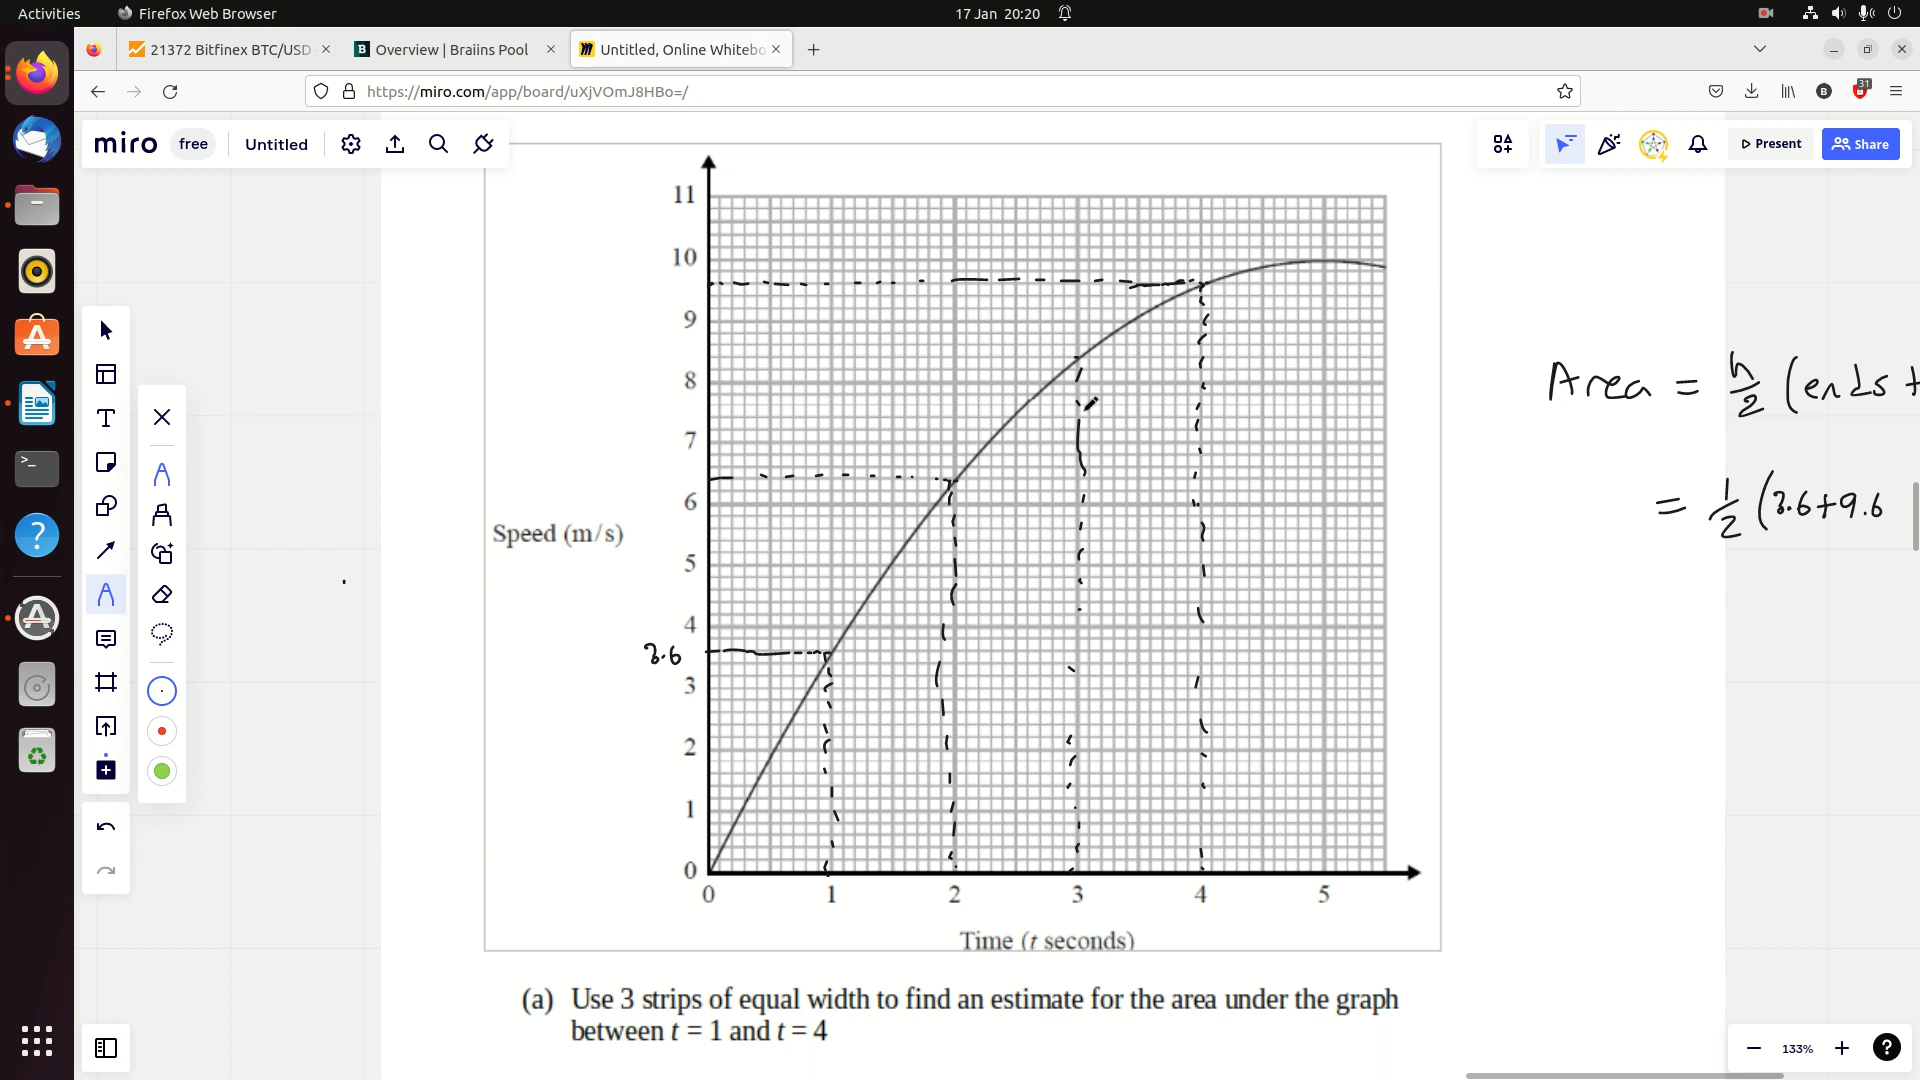 Activities Firefox Web Browser 17 Jan 20:20
21372 Bitfinex BTC/USD Overview | Braiins Pool Untitled, Online Whitebo
https://miro.com/app/board/uXjVOmJ8HBo=/
31
miro free Untitled Present Share
11
10
9
8
7
6
5
4
3
2
1
0
Speed (m/s)
3.6
0 1 2 3 4 5
Time (t seconds)
Area = h/2 (ends +
= 1/2 (3.6+9.6
(a) Use 3 strips of equal width to find an estimate for the area under the graph
between t = 1 and t = 4
133%